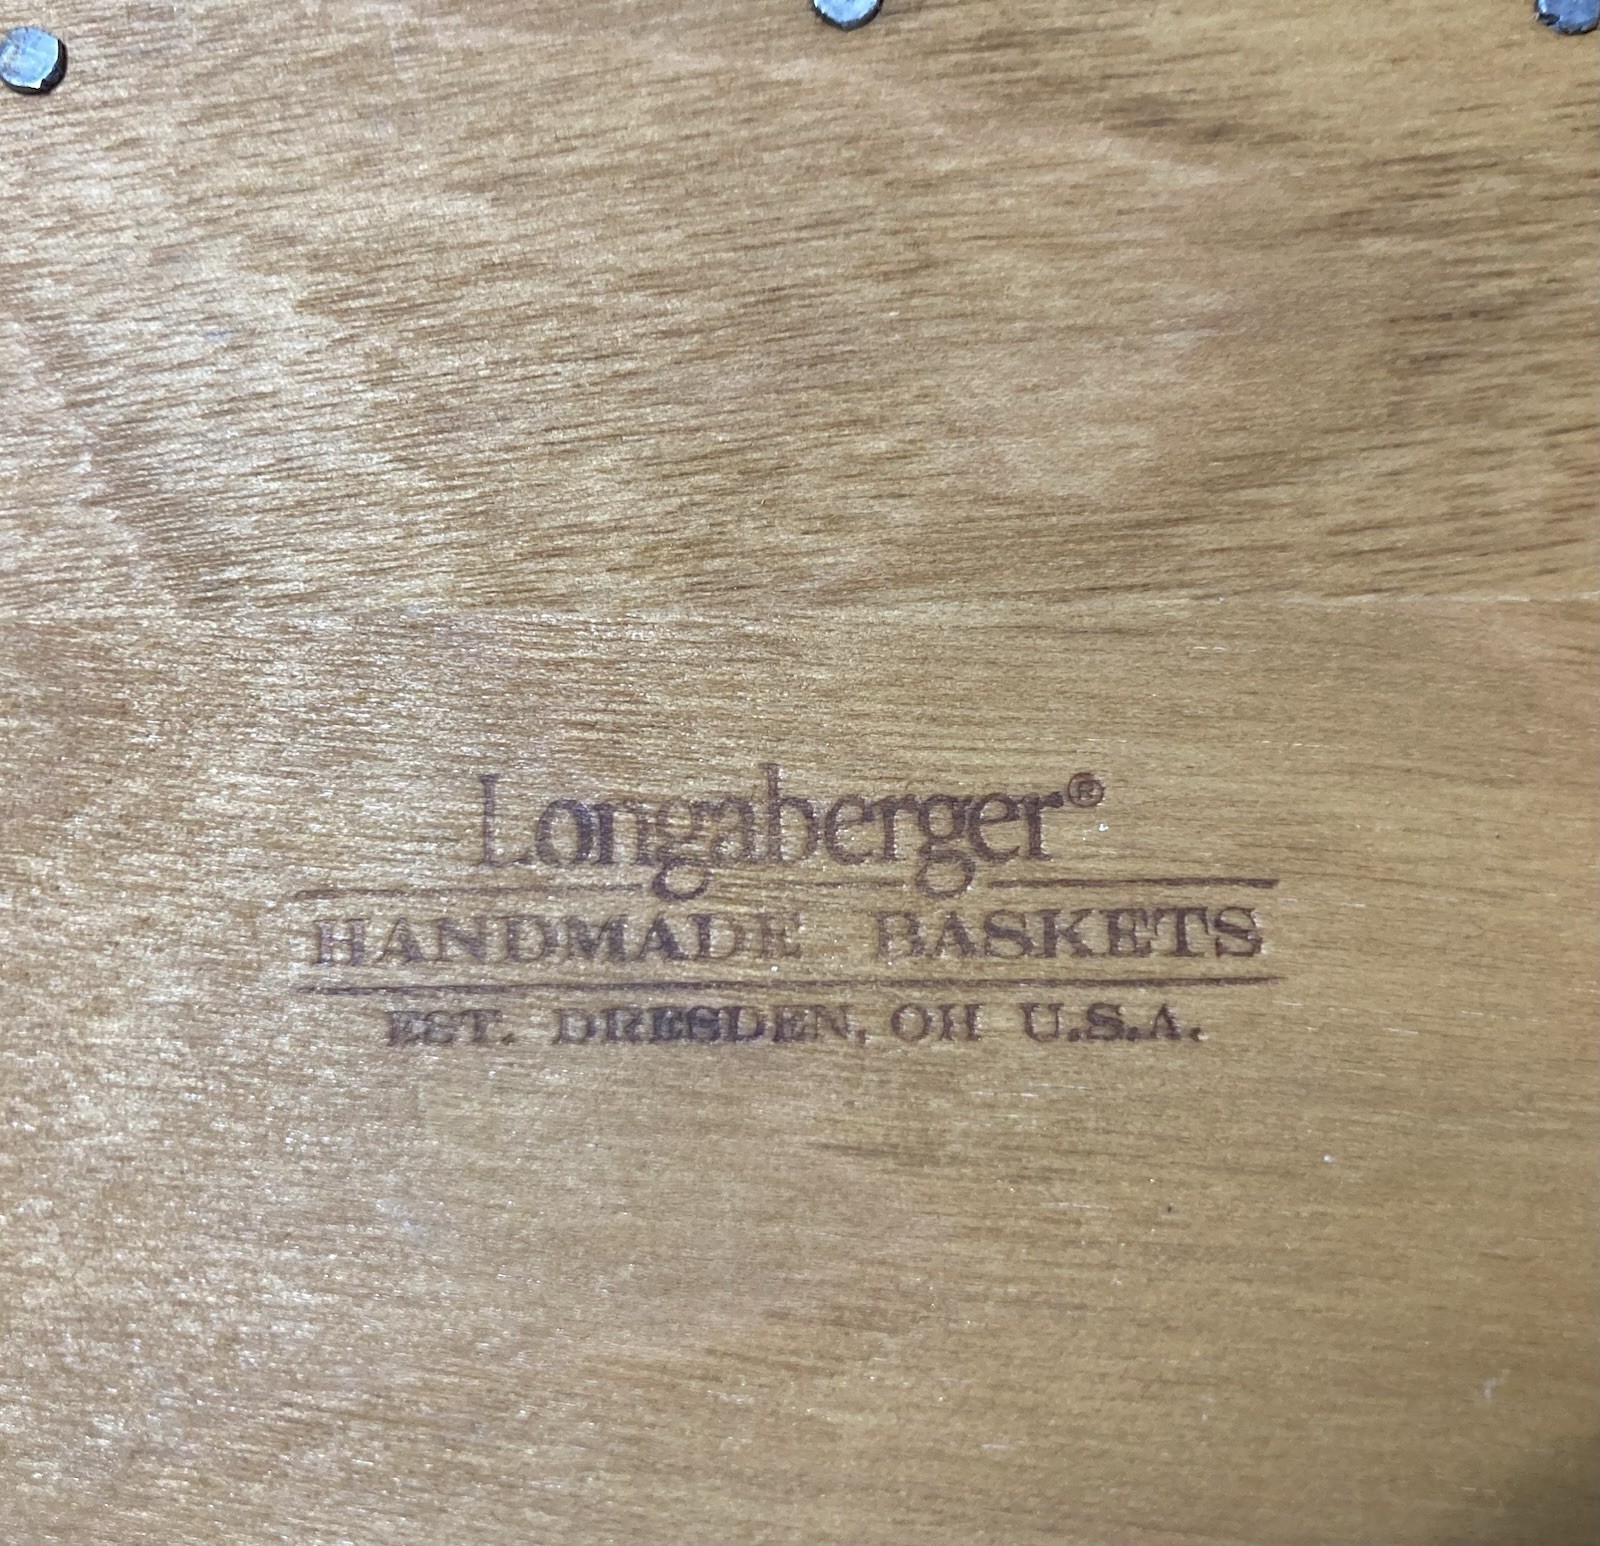 Longaberger®
HANDMADE BASKETS
EST. DRESDEN, OH U.S.A.